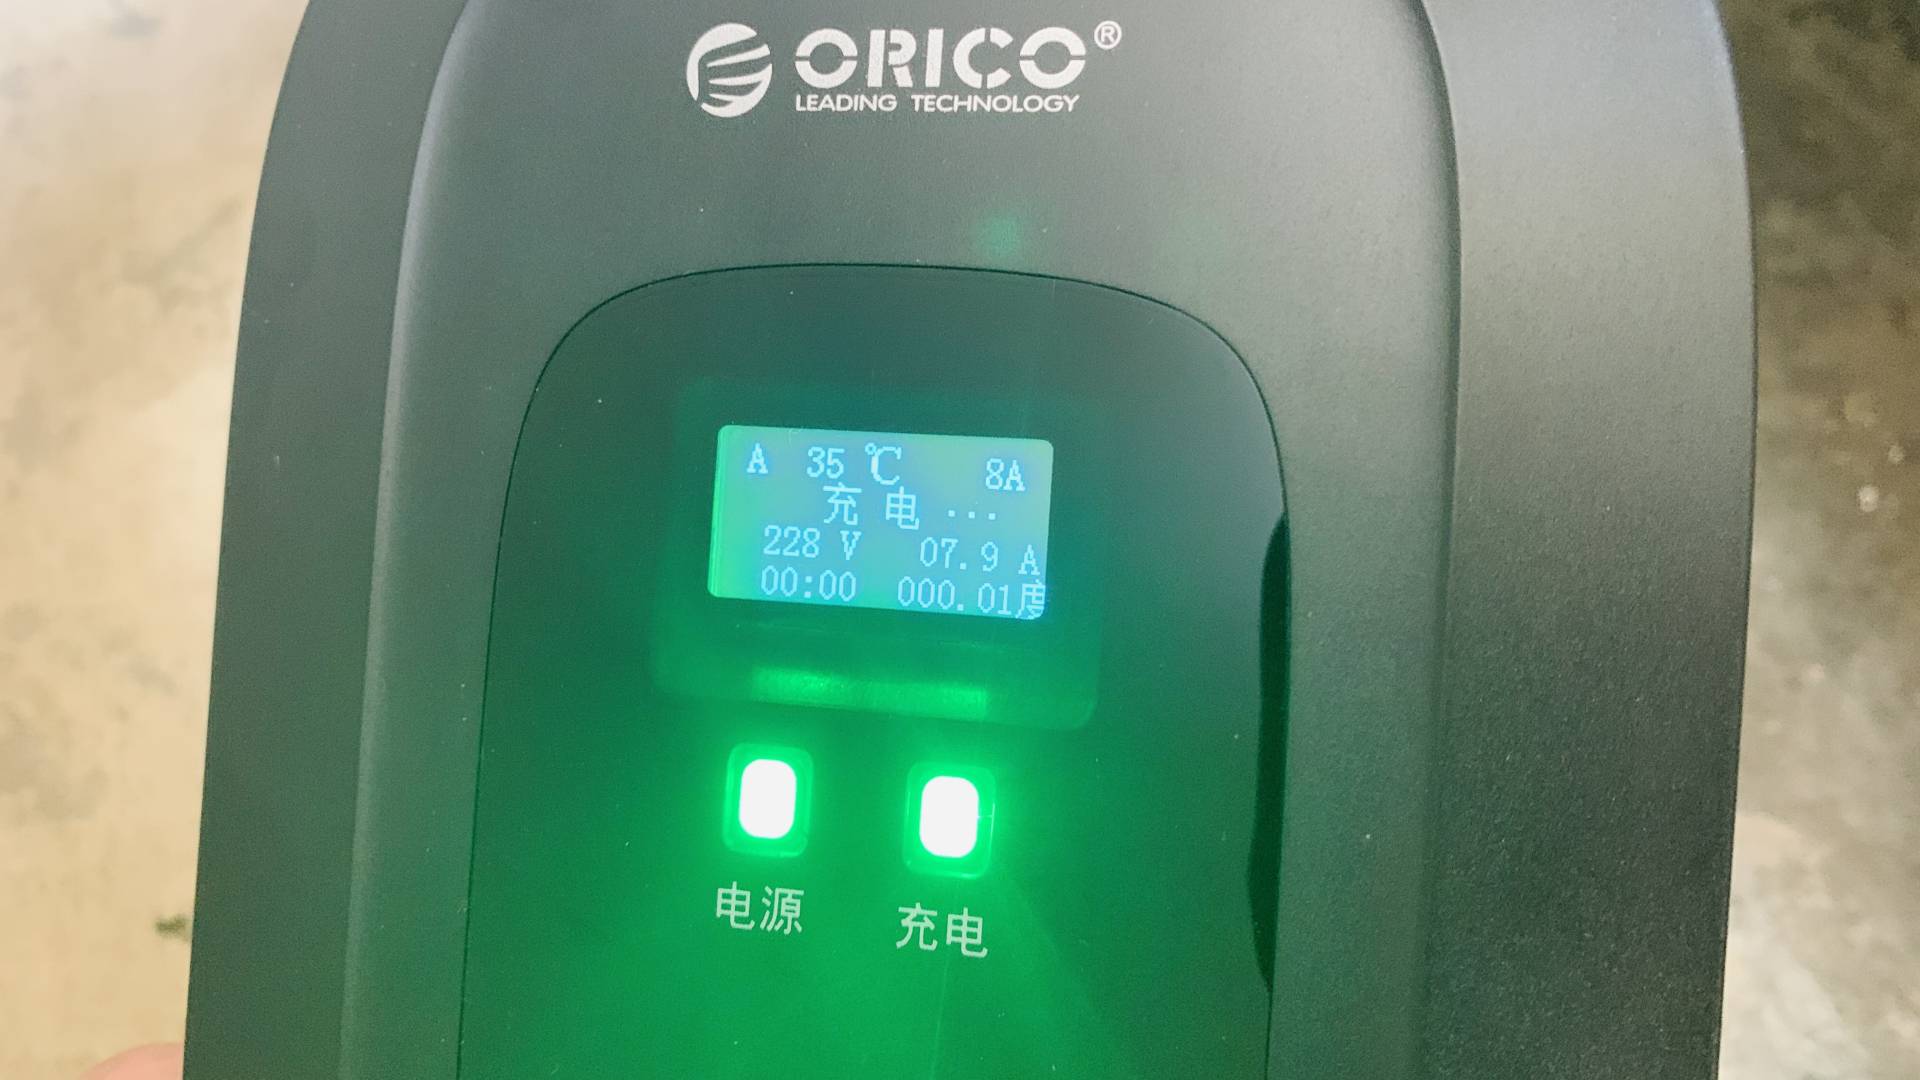 ORICO®
LEADING TECHNOLOGY
A 35 ℃ 8A
充电...
228 V 07.9 A
00:00 000.01度
电源 充电